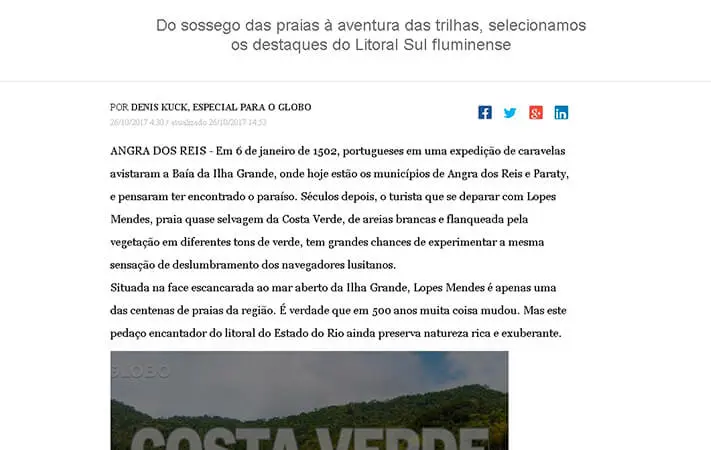 Do sossego das praias à aventura das trilhas, selecionamos
os destaques do Litoral Sul fluminense
POR DENIS KUCK, ESPECIAL PARA O GLOBO
26/10/2017 4:30 / atualizado 26/10/2017 14:53
ANGRA DOS REIS - Em 6 de janeiro de 1502, portugueses em uma expedição de caravelas
avistaram a Baía da Ilha Grande, onde hoje estão os municípios de Angra dos Reis e Paraty,
e pensaram ter encontrado o paraíso. Séculos depois, o turista que se deparar com Lopes
Mendes, praia quase selvagem da Costa Verde, de areias brancas e flanqueada pela
vegetação em diferentes tons de verde, tem grandes chances de experimentar a mesma
sensação de deslumbramento dos navegadores lusitanos.
Situada na face escancarada ao mar aberto da Ilha Grande, Lopes Mendes é apenas uma
das centenas de praias da região. É verdade que em 500 anos muita coisa mudou. Mas este
pedaço encantador do litoral do Estado do Rio ainda preserva natureza rica e exuberante.
GLOBO
COSTA VERDE